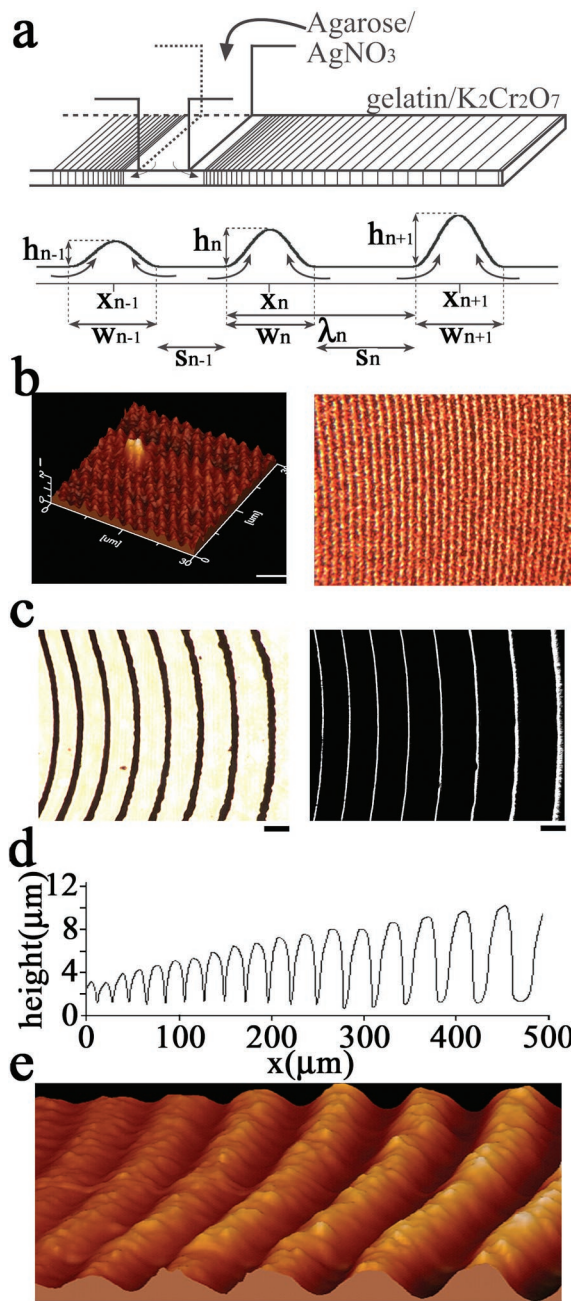 a
Agarose/
AgNO3
gelatin/K2Cr2O7
hn-1
hn
hn+1
xn-1
xn
xn+1
wn-1
wn
λn
wn+1
sn-1
sn
b
0
[um]
30
0
[um]
c
d
height(μm)
12
8
4
0
0
100
200
300
400
500
x(μm)
e